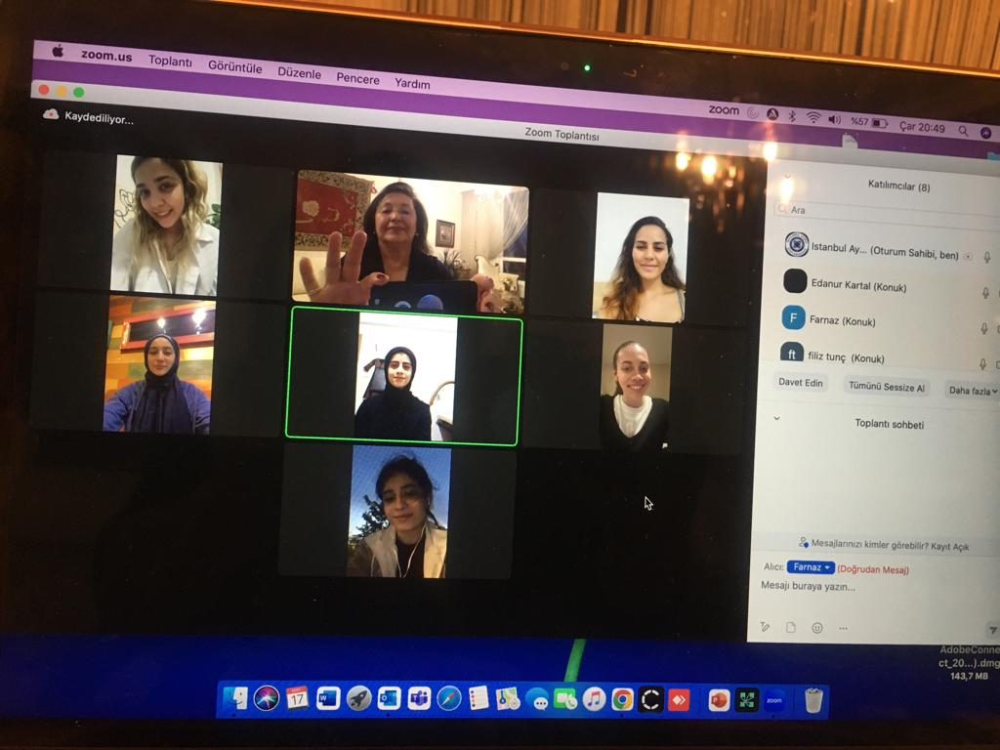 zoom.us Toplantı Görüntüle Düzenle Pencere Yardım
zoom %57 Çar 20:49
Kaydediliyor...
Zoom Toplantısı
Katılımcılar (8)
Ara
Istanbul Ay... (Oturum Sahibi, ben)
Edanur Kartal (Konuk)
F Farnaz (Konuk)
ft filiz tunç (Konuk)
Davet Edin Tümünü Sessize Al Daha fazla
Toplantı sohbeti
Mesajlarınızı kimler görebilir? Kayıt Açık
Alıcı: Farnaz (Doğrudan Mesaj)
Mesajı buraya yazın...
AdobeConne
ct_20...).dmg
143,7 MB
17
zoom